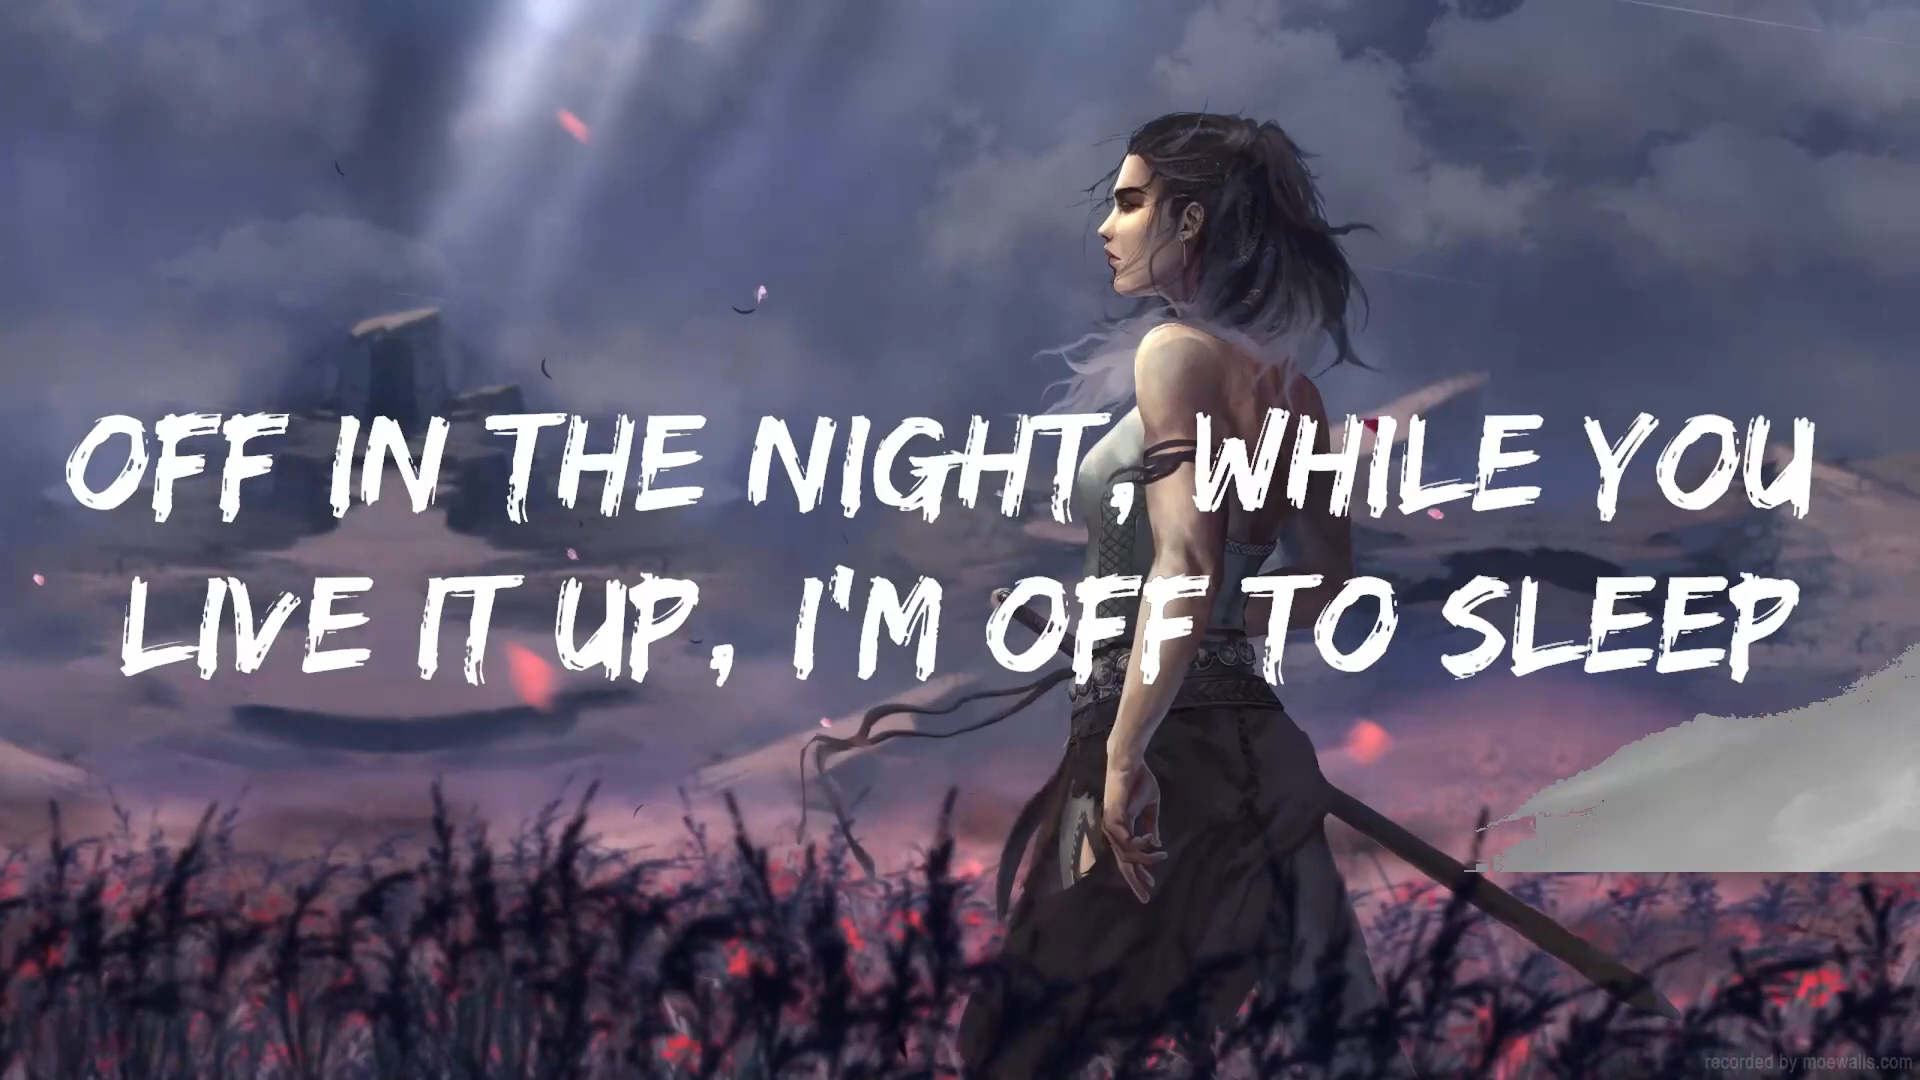 OFF IN THE NIGHT, WHILE YOU
LIVE IT UP, I'M OFF TO SLEEP
recorded by moewalls.com